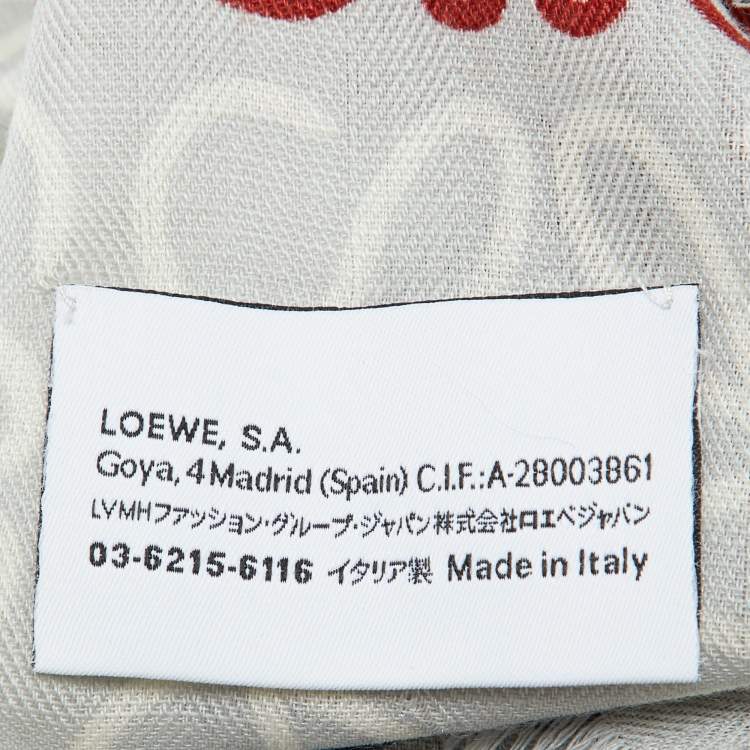 LOEWE, S.A.
Goya, 4 Madrid (Spain) C.I.F.:A-28003861
LVMHファッション・グループ・ジャパン株式会社ロエベジャパン
03-6215-6116 イタリア製 Made in Italy